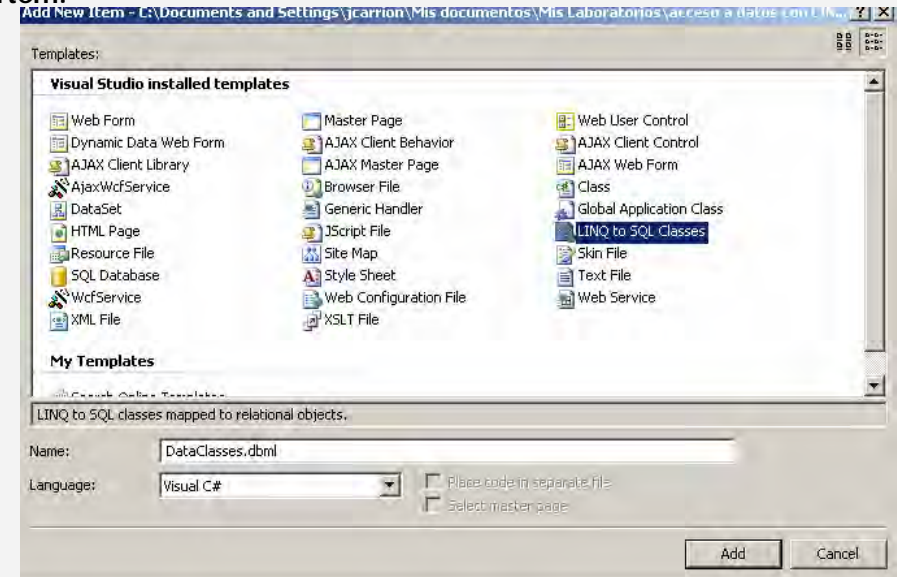 tem.
Add New Item - C:\Documents and Settings\jcarrion\Mis documentos\Mis Laboratorios\acceso a datos con LIN...
Templates:
Visual Studio installed templates
Web Form Master Page Web User Control
Dynamic Data Web Form AJAX Client Behavior AJAX Client Control
AJAX Client Library AJAX Master Page AJAX Web Form
AjaxWcfService Browser File Class
DataSet Generic Handler Global Application Class
HTML Page JScript File LINQ to SQL Classes
Resource File Site Map Skin File
SQL Database Style Sheet Text File
WcfService Web Configuration File Web Service
XML File XSLT File
My Templates
Search Online Templates
LINQ to SQL classes mapped to relational objects.
Name: DataClasses.dbml
Language: Visual C# Place code in separate file
Select master page
Add Cancel